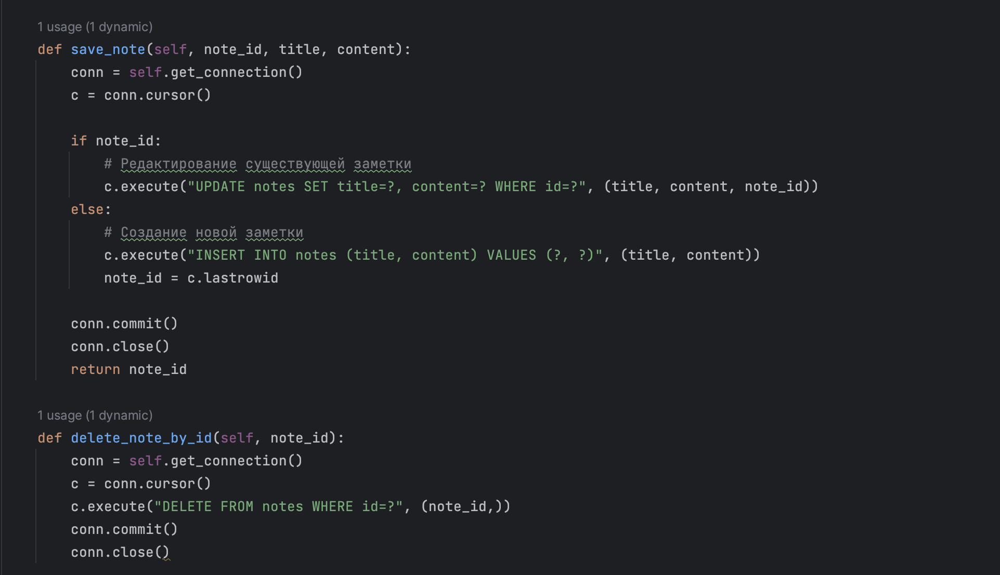 1 usage (1 dynamic)
def save_note(self, note_id, title, content):
    conn = self.get_connection()
    c = conn.cursor()

    if note_id:
        # Редактирование существующей заметки
        c.execute("UPDATE notes SET title=?, content=? WHERE id=?", (title, content, note_id))
    else:
        # Создание новой заметки
        c.execute("INSERT INTO notes (title, content) VALUES (?, ?)", (title, content))
        note_id = c.lastrowid

    conn.commit()
    conn.close()
    return note_id

1 usage (1 dynamic)
def delete_note_by_id(self, note_id):
    conn = self.get_connection()
    c = conn.cursor()
    c.execute("DELETE FROM notes WHERE id=?", (note_id,))
    conn.commit()
    conn.close()